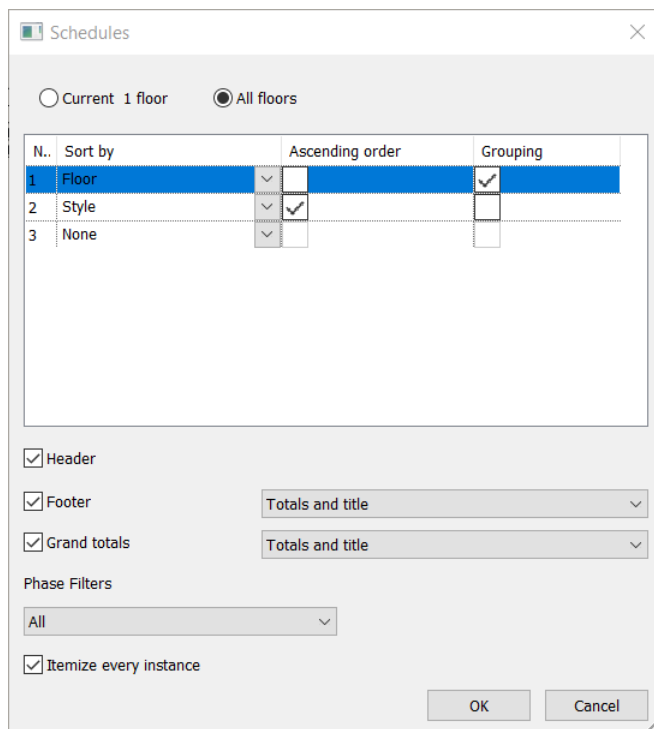 Schedules
Current 1 floor All floors
N.. Sort by Ascending order Grouping
1 Floor
2 Style
3 None
Header
Footer Totals and title
Grand totals Totals and title
Phase Filters
All
Itemize every instance
OK Cancel